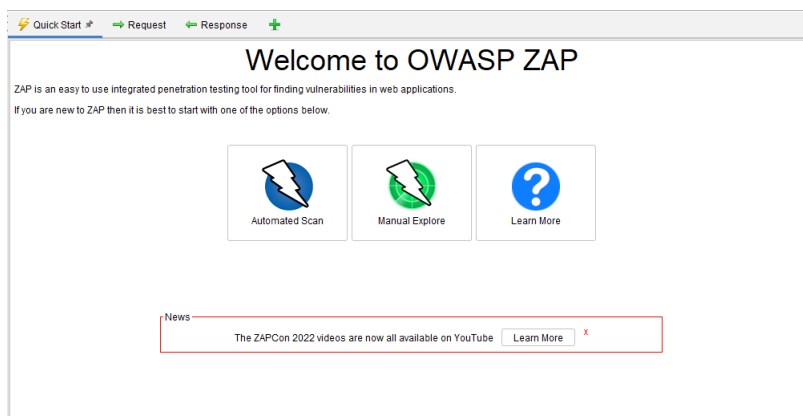 Quick Start Request Response
Welcome to OWASP ZAP
ZAP is an easy to use integrated penetration testing tool for finding vulnerabilities in web applications.
If you are new to ZAP then it is best to start with one of the options below.
Automated Scan Manual Explore Learn More
News
The ZAPCon 2022 videos are now all available on YouTube Learn More X